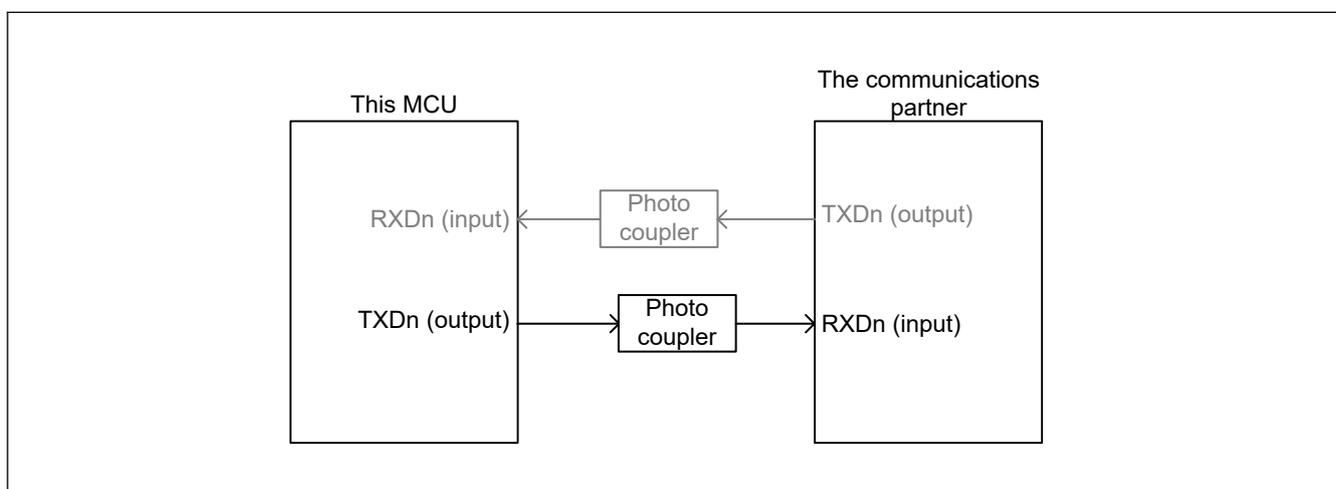 This MCU
The communications
partner
RXDn (input)
Photo
coupler
TXDn (output)
TXDn (output)
Photo
coupler
RXDn (input)